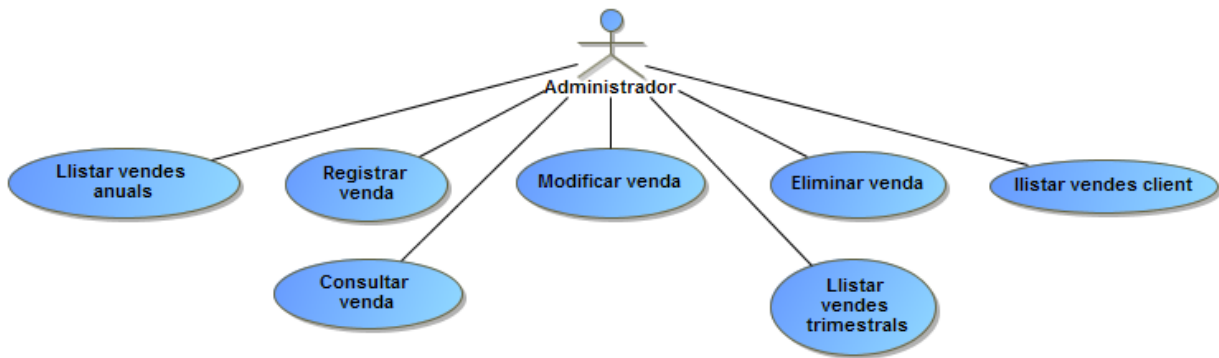 Administrador
Llistar vendes
anuals
Registrar
venda
Modificar venda
Eliminar venda
llistar vendes client
Consultar
venda
Llistar
vendes
trimestrals